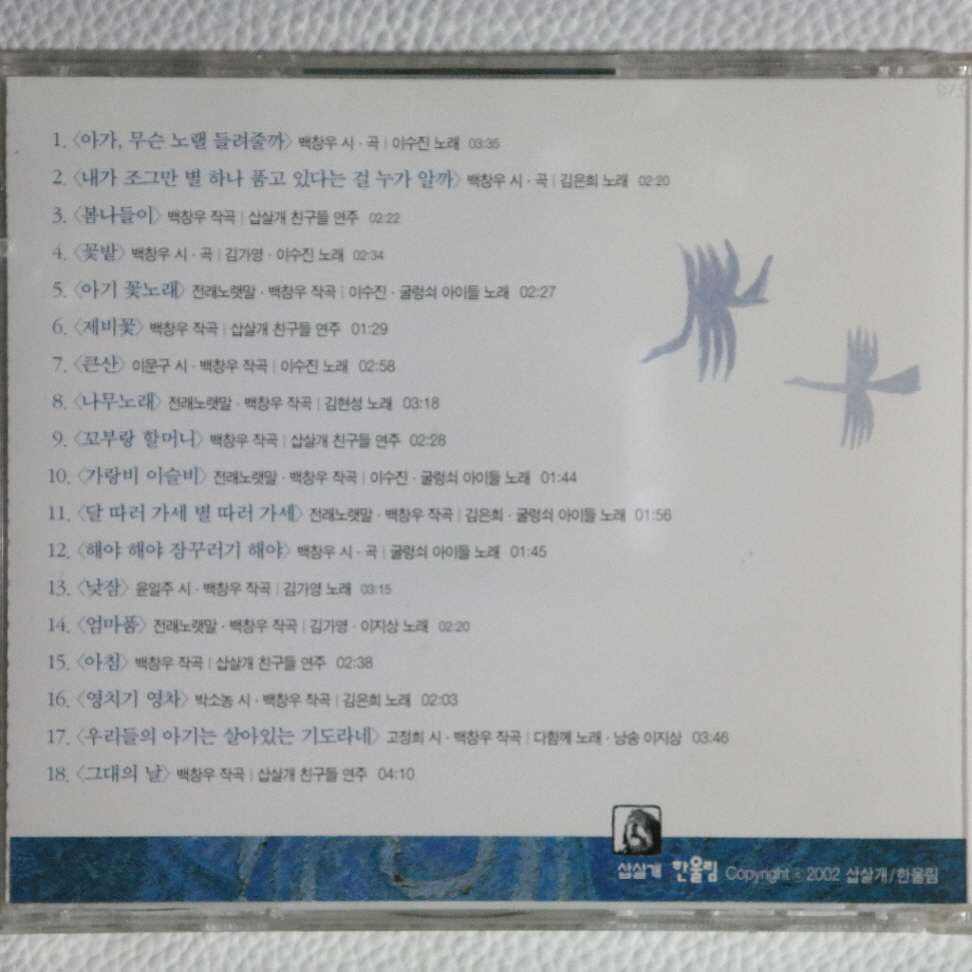 1. 〈아가, 무슨 노랠 들려줄까〉 백창우 시 · 곡 | 이수진 노래 03:35
2. 〈내가 조그만 별 하나 품고 있다는 걸 누가 알까〉 백창우 시 · 곡 | 김은희 노래 02:20
3. 〈봄나들이〉 백창우 작곡 | 삽살개 친구들 연주 02:22
4. 〈꽃밭〉 백창우 시 · 곡 | 김가영 · 이수진 노래 02:34
5. 〈아기 꽃노래〉 전래노랫말 · 백창우 작곡 | 이수진 · 굴렁쇠 아이들 노래 02:27
6. 〈제비꽃〉 백창우 작곡 | 삽살개 친구들 연주 01:29
7. 〈큰산〉 이문구 시 · 백창우 작곡 | 이수진 노래 02:58
8. 〈나무노래〉 전래노랫말 · 백창우 작곡 | 김현성 노래 03:18
9. 〈꼬부랑 할머니〉 백창우 작곡 | 삽살개 친구들 연주 02:28
10. 〈가랑비 이슬비〉 전래노랫말 · 백창우 작곡 | 이수진 · 굴렁쇠 아이들 노래 01:44
11. 〈달 따러 가세 별 따러 가세〉 전래노랫말 · 백창우 작곡 | 김은희 · 굴렁쇠 아이들 노래 01:56
12. 〈해야 해야 잠꾸러기 해야〉 백창우 시 · 곡 | 굴렁쇠 아이들 노래 01:45
13. 〈낮잠〉 윤일주 시 · 백창우 작곡 | 김가영 노래 03:15
14. 〈엄마품〉 전래노랫말 · 백창우 작곡 | 김가영 · 이지상 노래 02:20
15. 〈아침〉 백창우 작곡 | 삽살개 친구들 연주 02:38
16. 〈영치기 영차〉 박소농 시 · 백창우 작곡 | 김은희 노래 02:03
17. 〈우리들의 아기는 살아있는 기도라네〉 고정희 시 · 백창우 작곡 | 다함께 노래 · 낭송 이지상 03:46
18. 〈그대의 날〉 백창우 작곡 | 삽살개 친구들 연주 04:10
삽살개 한울림 Copyright ⓒ 2002 삽살개/한울림